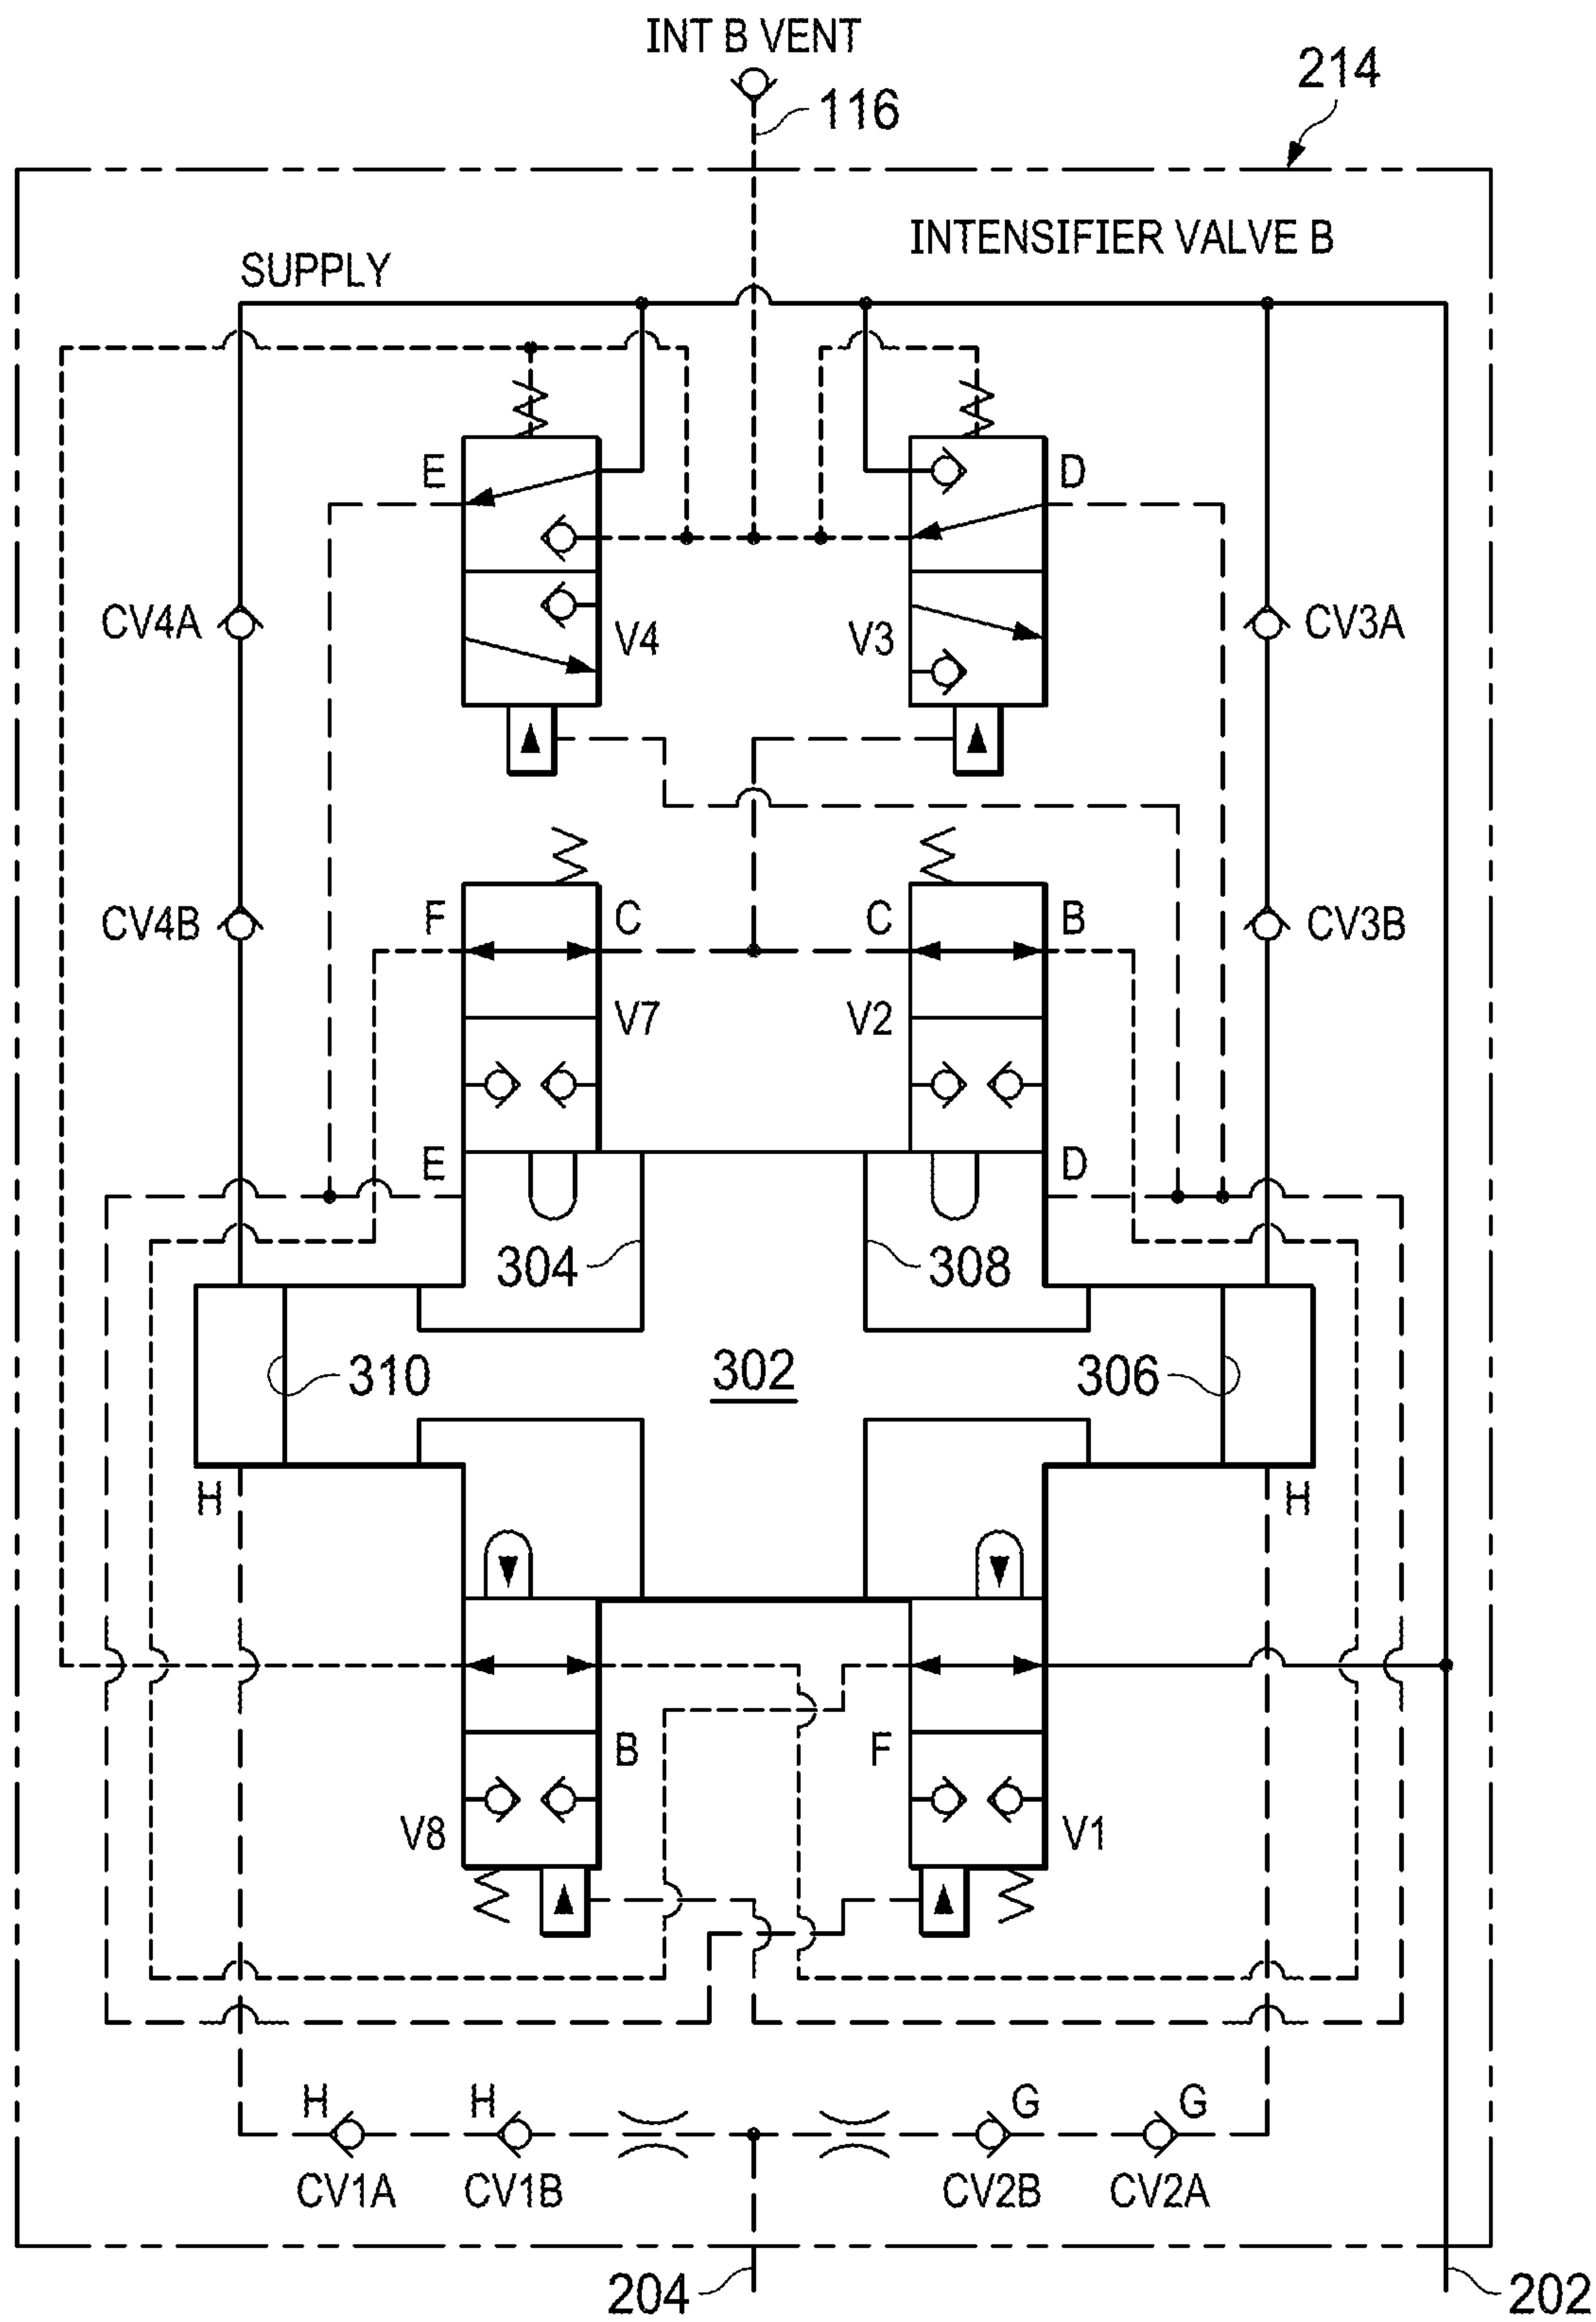 INT B VENT
116
214
INTENSIFIER VALVE B
SUPPLY
E
D
CV4A
V4
V3
CV3A
CV4B
F
C
C
B
CV3B
V7
V2
E
D
304
308
310
302
306
H
H
B
F
V8
V1
H
H
G
G
CV1A
CV1B
CV2B
CV2A
204
202